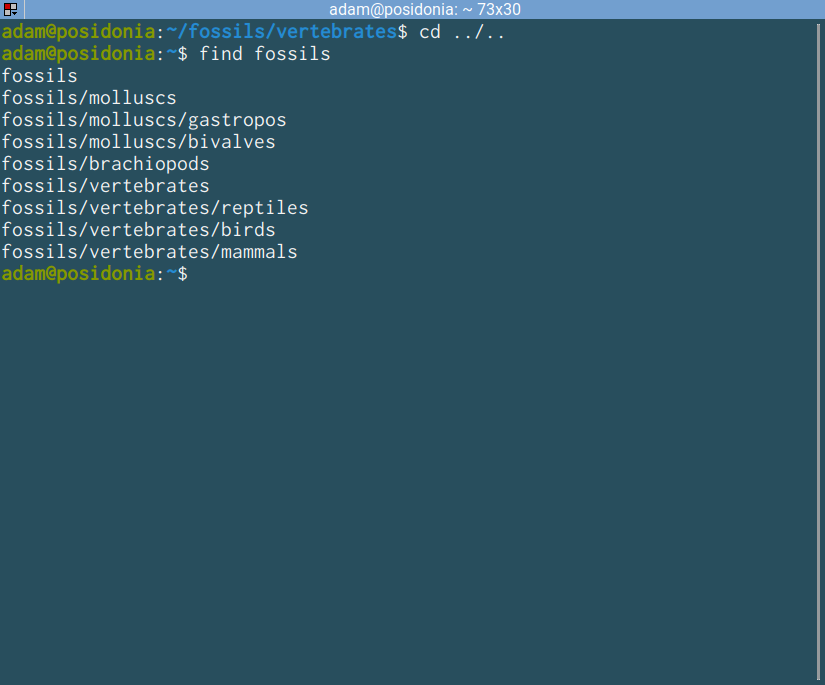 adam@posidonia: ~ 73x30
adam@posidonia:~/fossils/vertebrates$ cd ../..
adam@posidonia:~$ find fossils
fossils
fossils/molluscs
fossils/molluscs/gastropos
fossils/molluscs/bivalves
fossils/brachiopods
fossils/vertebrates
fossils/vertebrates/reptiles
fossils/vertebrates/birds
fossils/vertebrates/mammals
adam@posidonia:~$